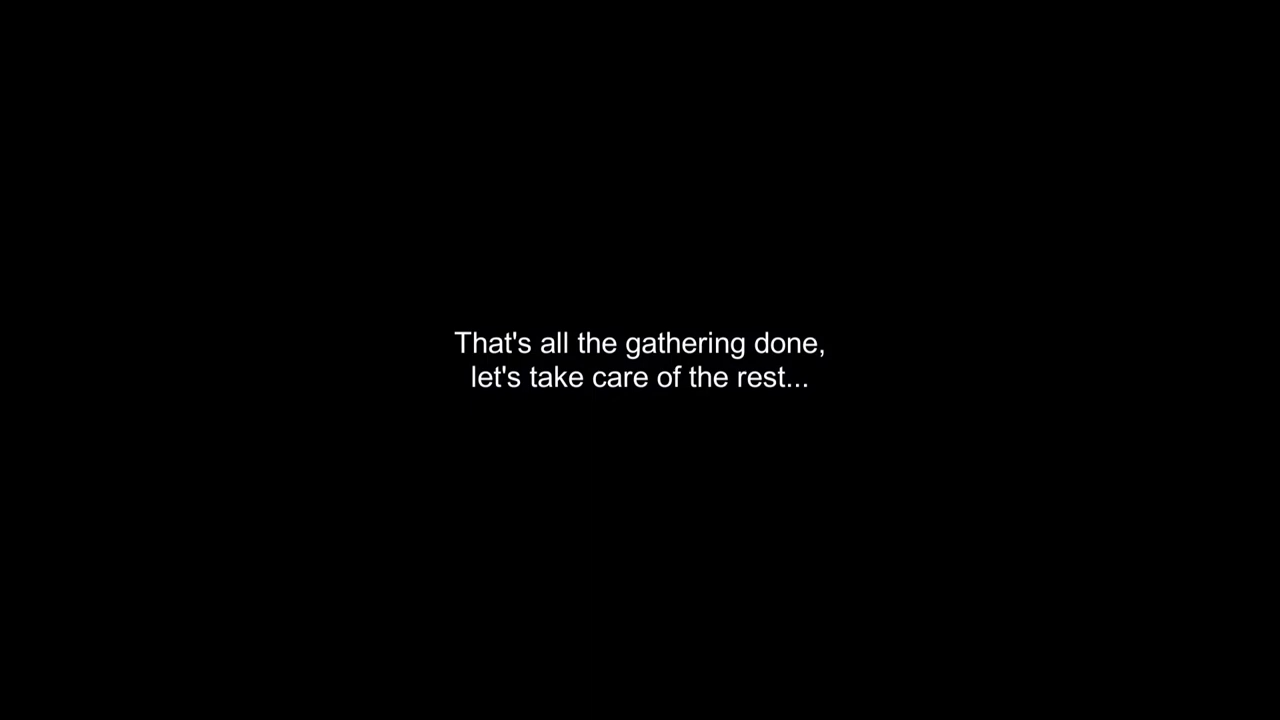 That's all the gathering done,
let's take care of the rest...